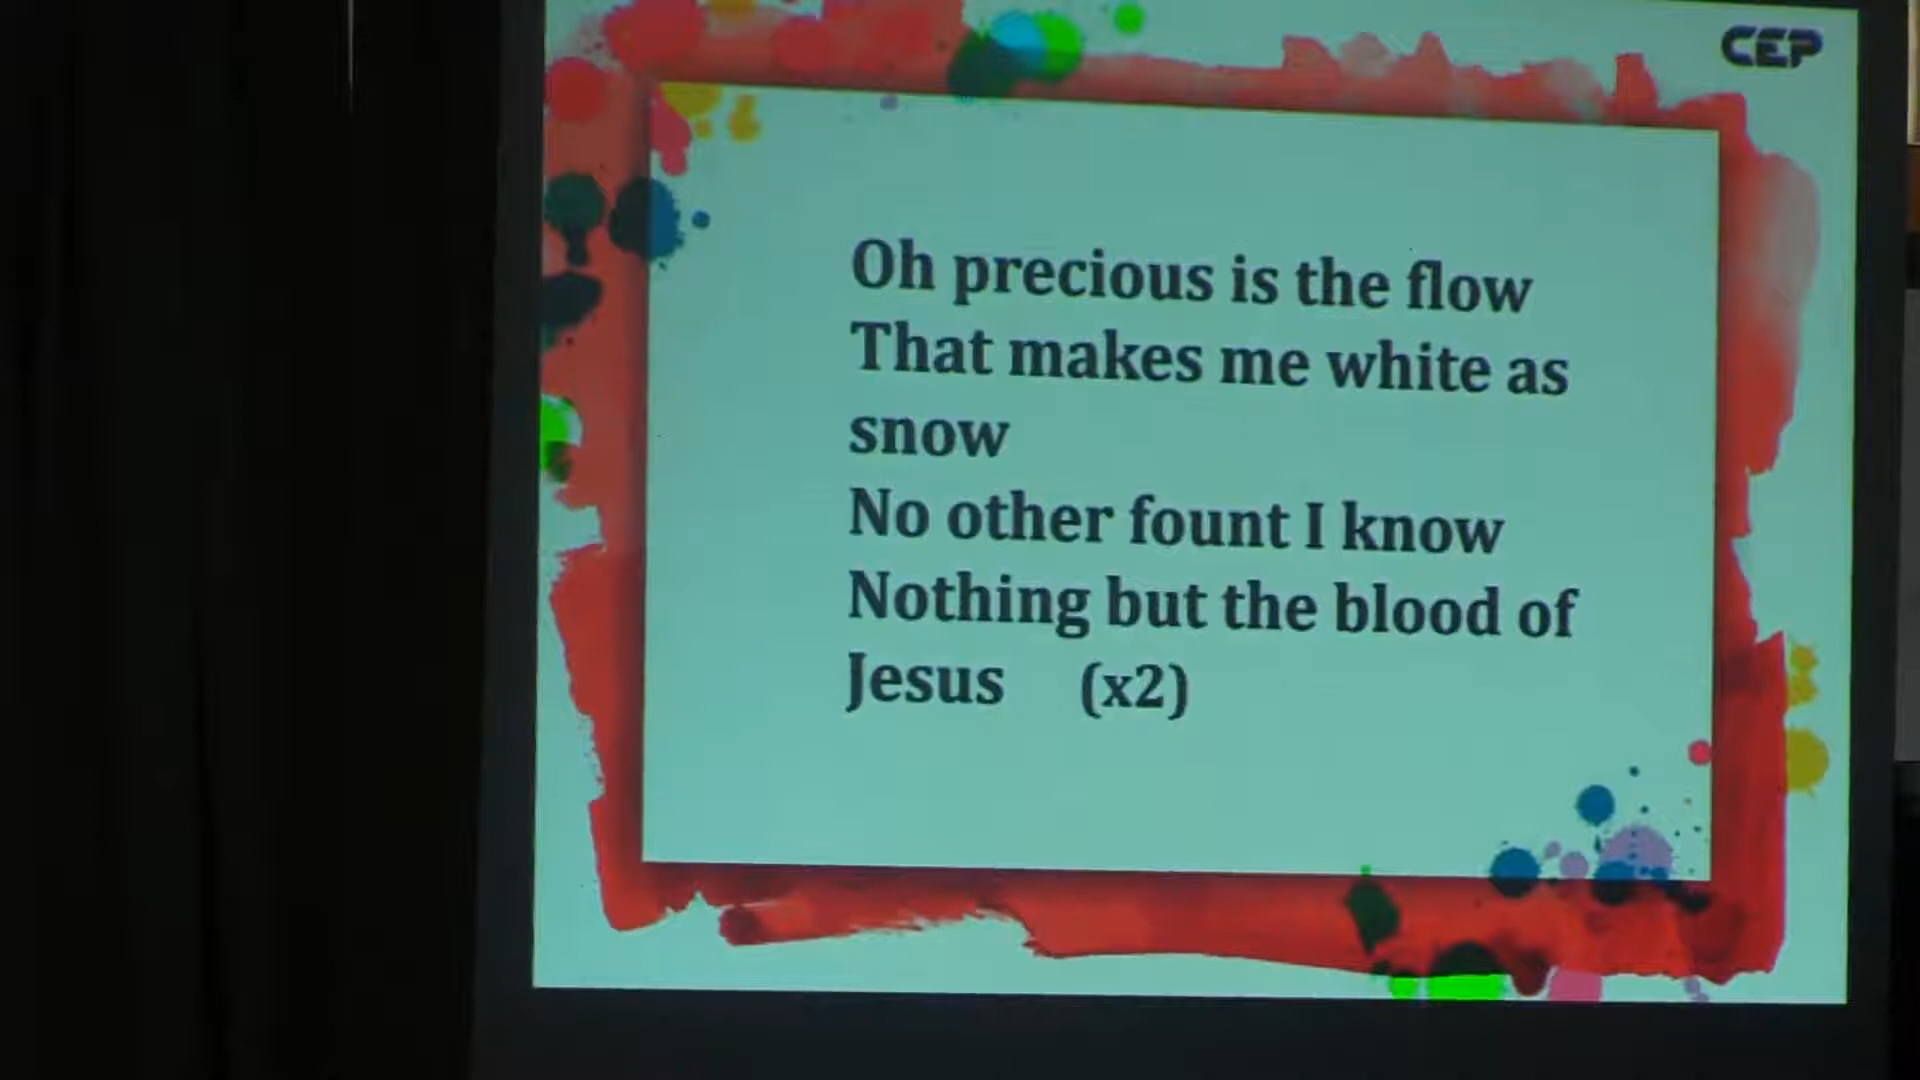 CEP
Oh precious is the flow
That makes me white as
snow
No other fount I know
Nothing but the blood of
Jesus (x2)